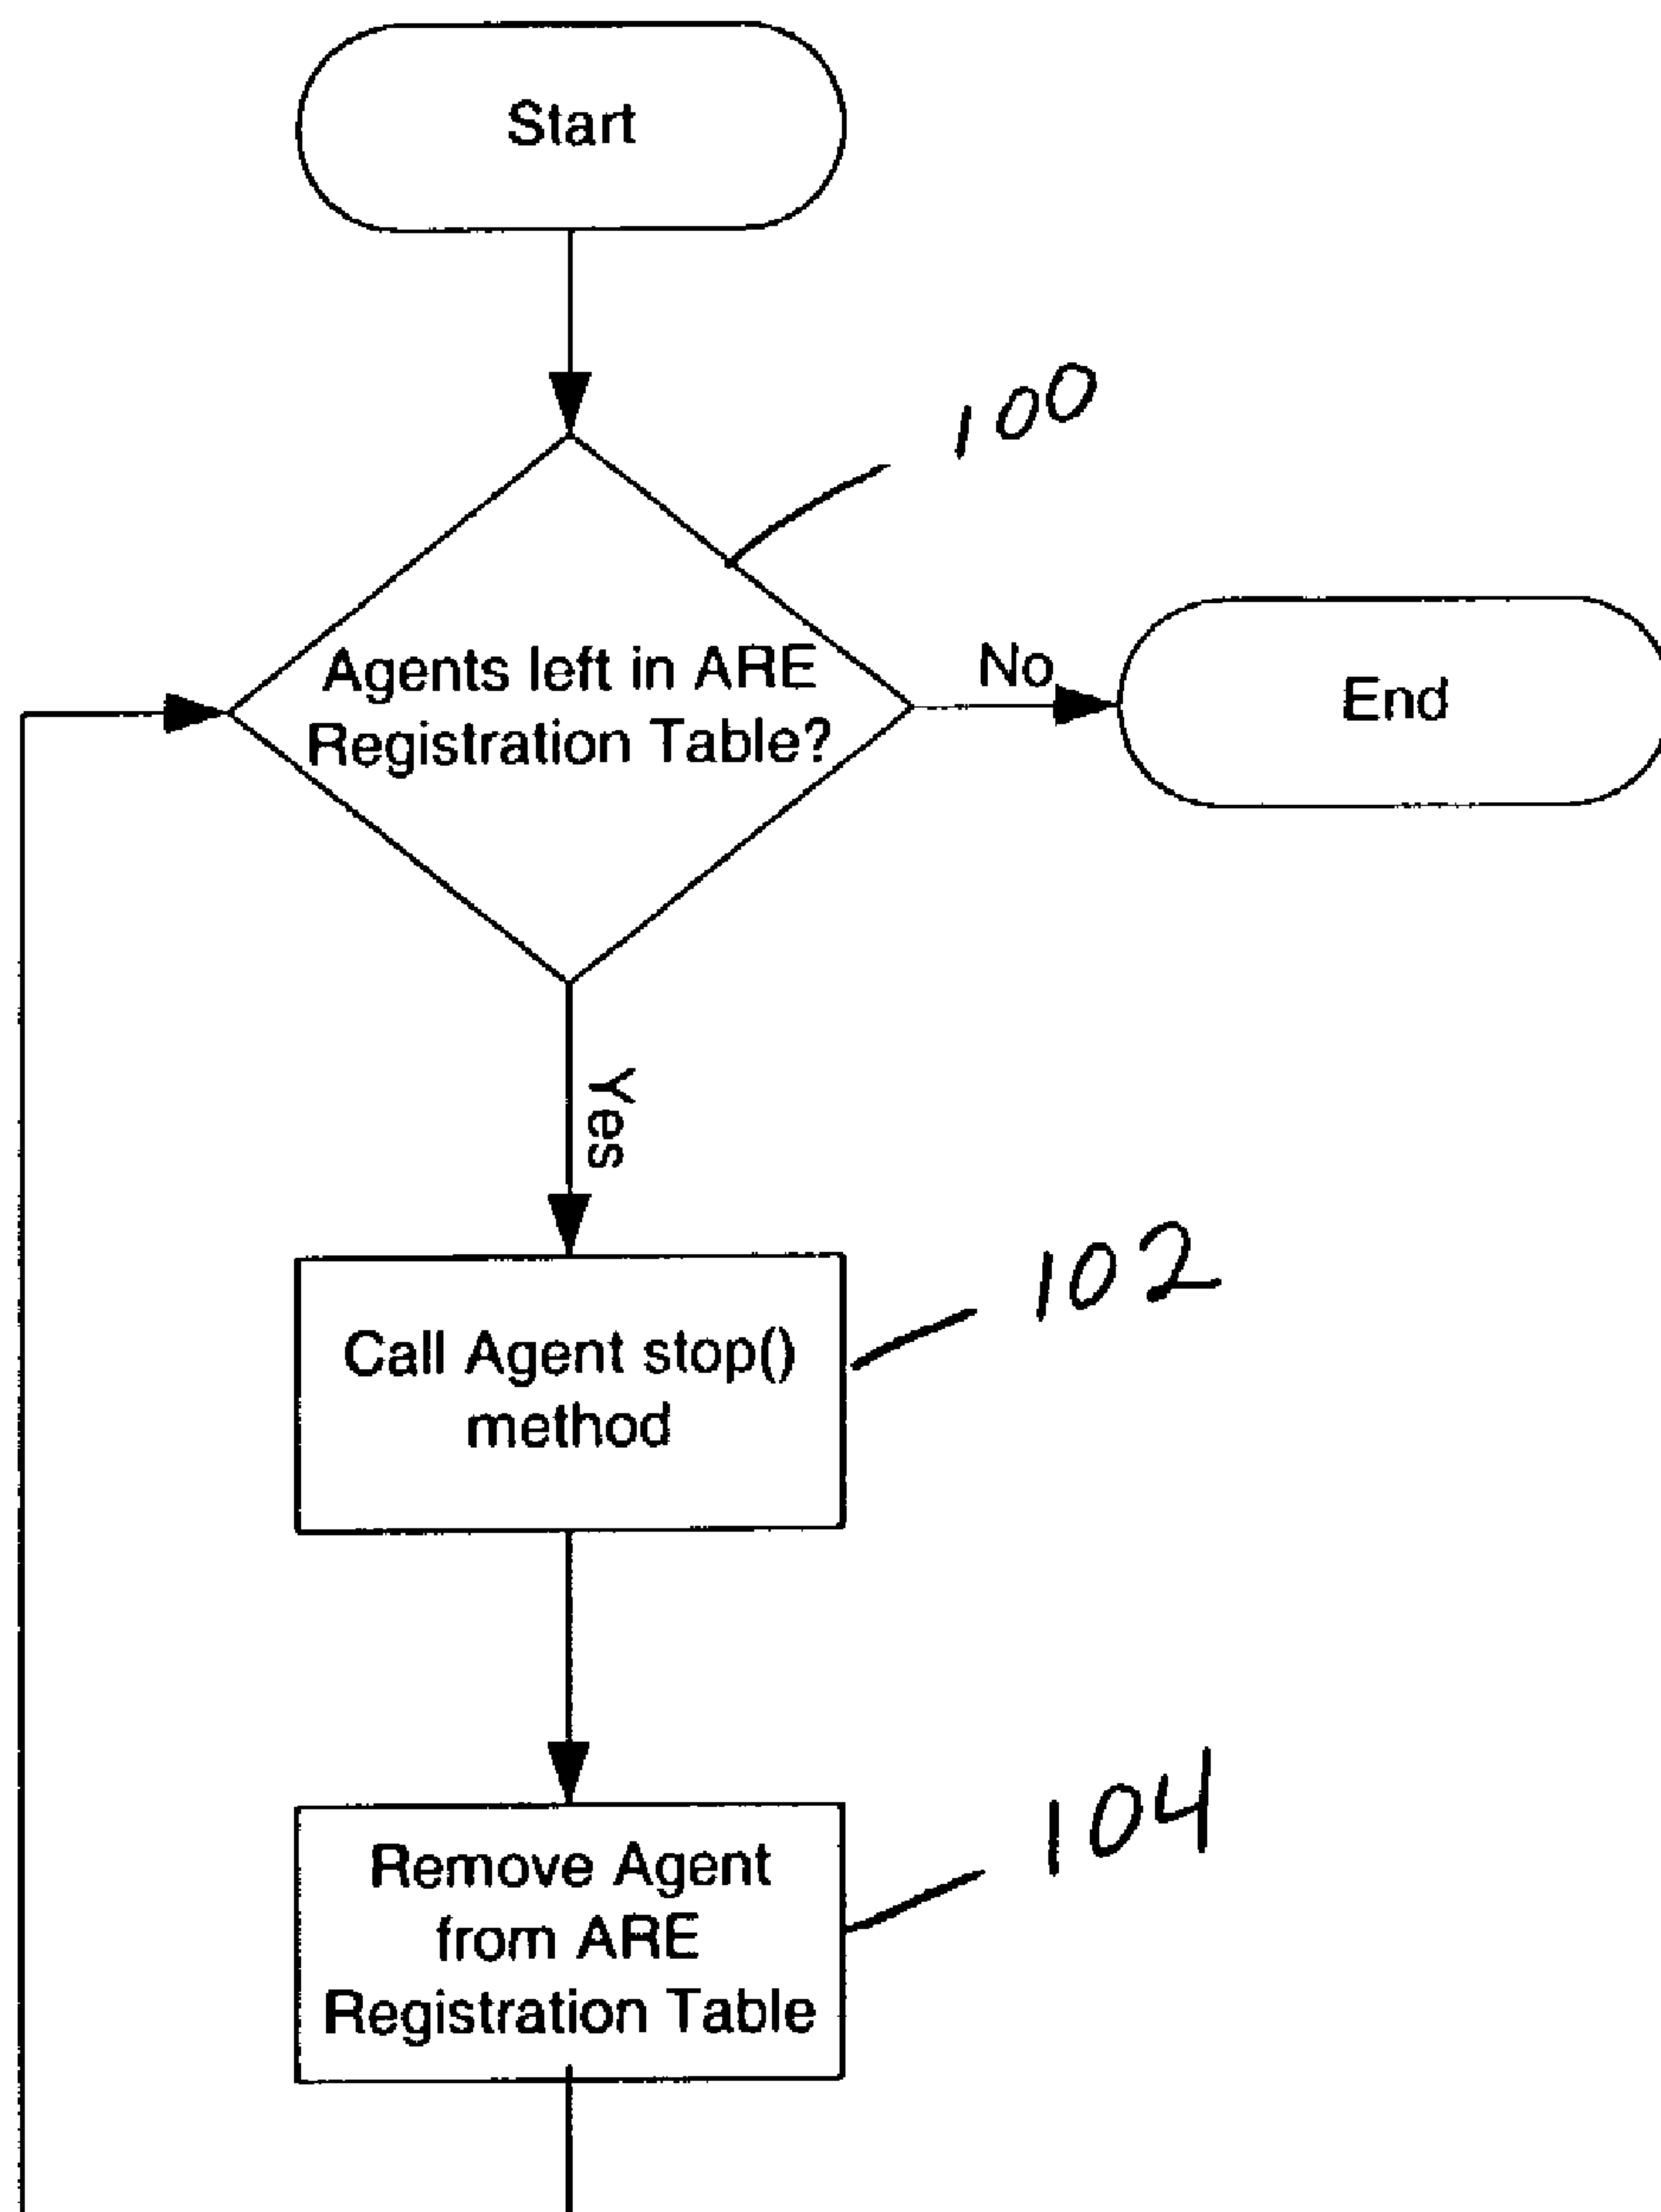 Start
100
Agents left in ARE
Registration Table?
No
End
Yes
102
Call Agent stop()
method
104
Remove Agent
from ARE
Registration Table